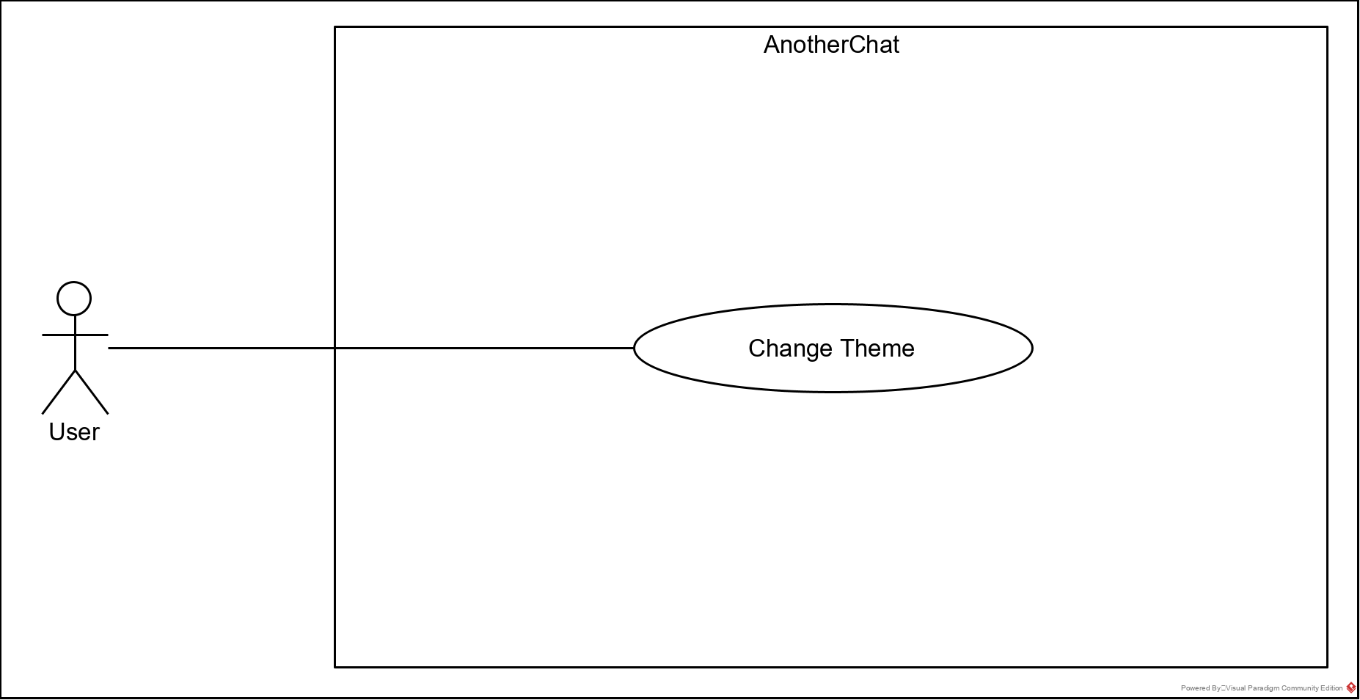 AnotherChat
Change Theme
User
Powered By Visual Paradigm Community Edition